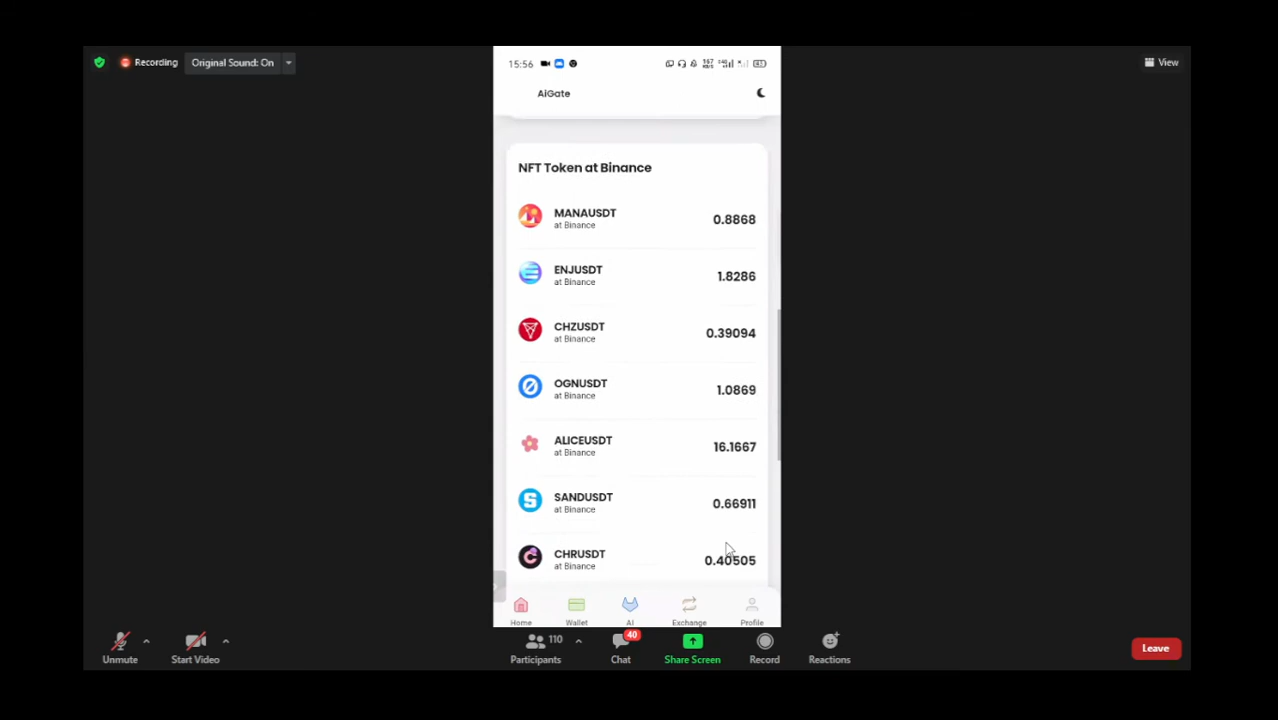 Recording
Original Sound: On
View
15:56
AiGate
NFT Token at Binance
MANAUSDT
at Binance
0.8868
ENJUSDT
at Binance
1.8286
CHZUSDT
at Binance
0.39094
OGNUSDT
at Binance
1.0869
ALICEUSDT
at Binance
16.1667
SANDUSDT
at Binance
0.66911
CHRUSDT
at Binance
0.40505
Home
Wallet
AI
Exchange
Profile
Unmute
Start Video
110
Participants
40
Chat
Share Screen
Record
Reactions
Leave